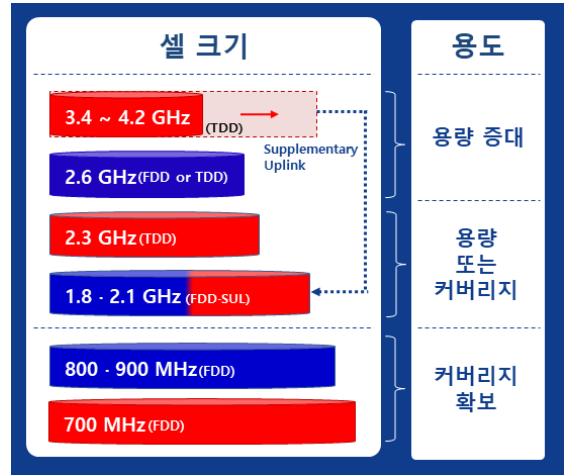 셀 크기
용도
3.4 ~ 4.2 GHz (TDD)
Supplementary
Uplink
2.6 GHz(FDD or TDD)
용량 증대
2.3 GHz(TDD)
1.8 - 2.1 GHz (FDD-SUL)
용량
또는
커버리지
800 - 900 MHz(FDD)
700 MHz(FDD)
커버리지
확보